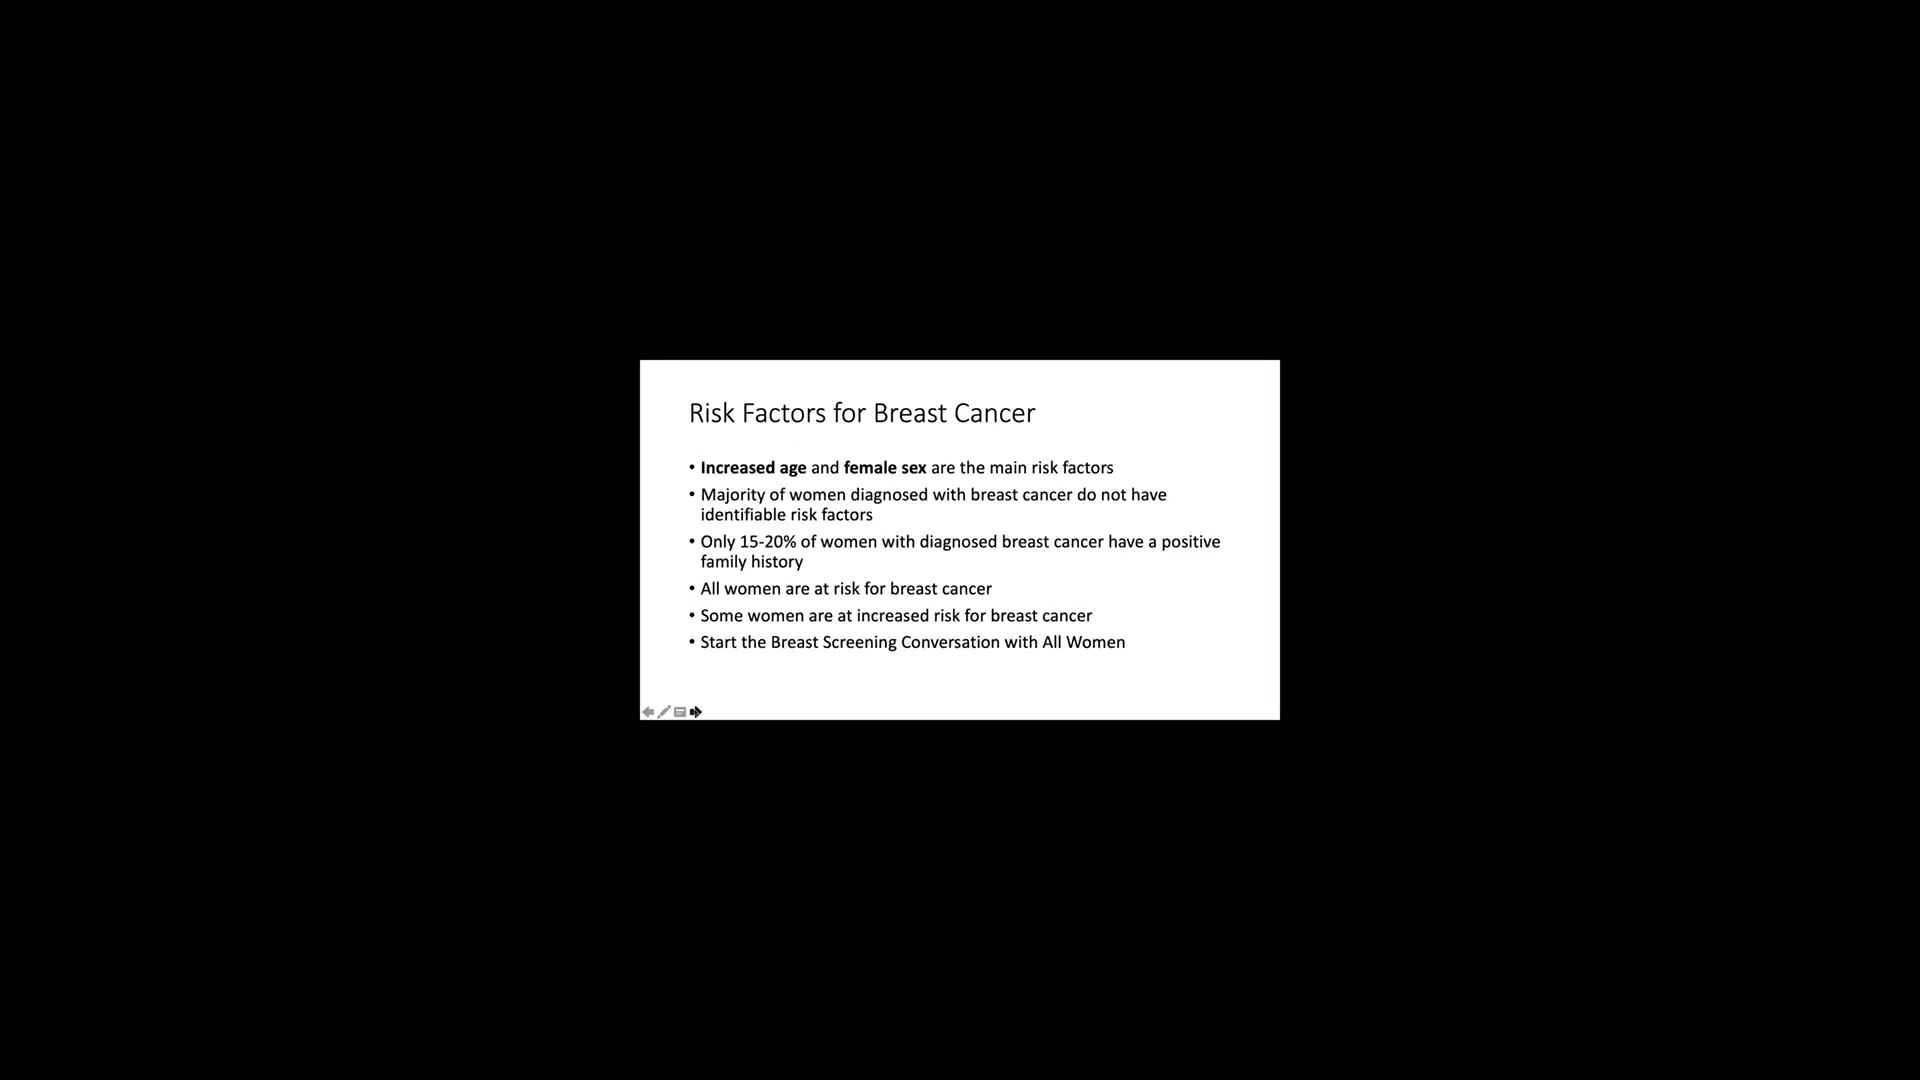 Risk Factors for Breast Cancer
• Increased age and female sex are the main risk factors
• Majority of women diagnosed with breast cancer do not have
identifiable risk factors
• Only 15-20% of women with diagnosed breast cancer have a positive
family history
• All women are at risk for breast cancer
• Some women are at increased risk for breast cancer
• Start the Breast Screening Conversation with All Women